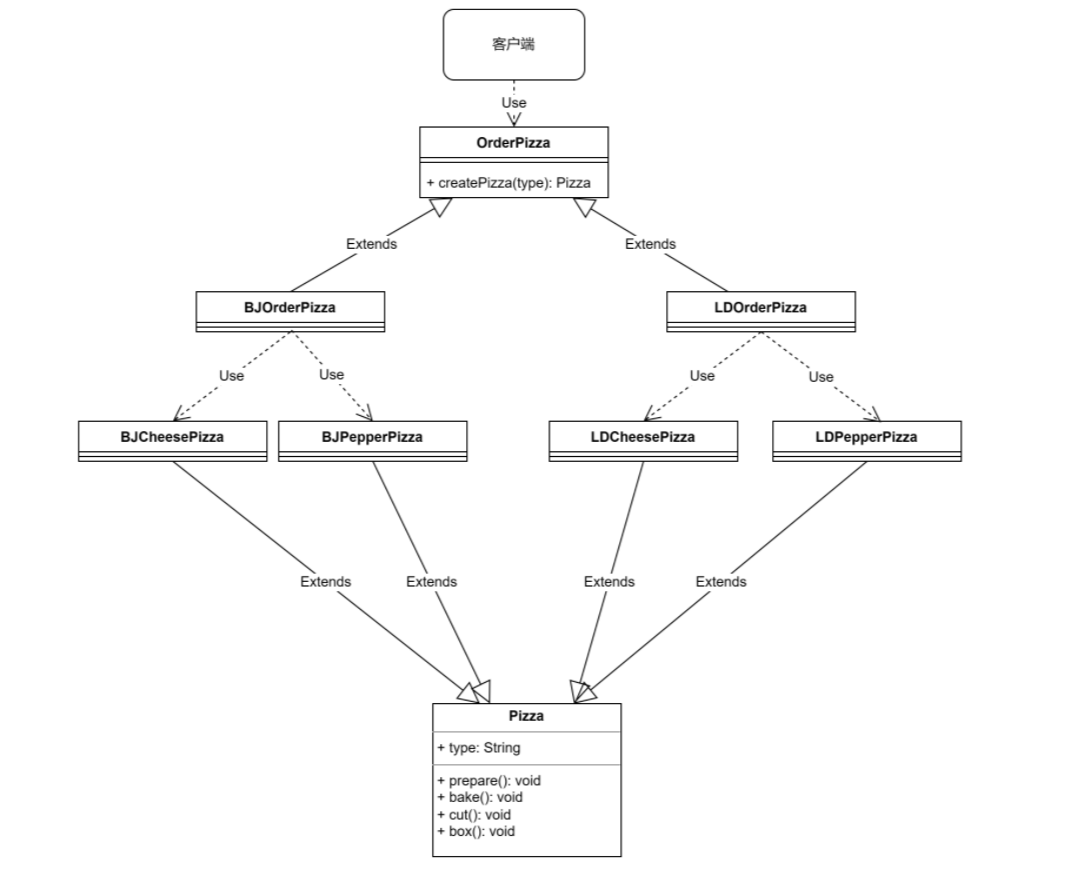 客户端
Use
OrderPizza
+ createPizza(type): Pizza
Extends
Extends
BJOrderPizza
LDOrderPizza
Use
Use
Use
Use
BJCheesePizza
BJPepperPizza
LDCheesePizza
LDPepperPizza
Extends
Extends
Extends
Extends
Pizza
+ type: String
+ prepare(): void
+ bake(): void
+ cut(): void
+ box(): void